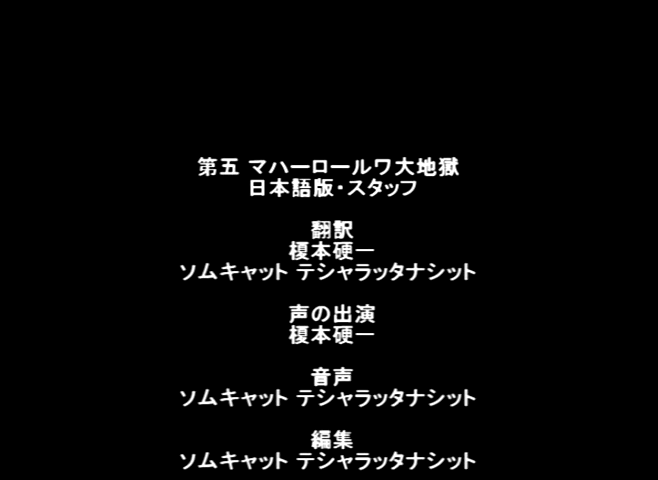 第五 マハーロールワ大地獄
日本語版・スタッフ
翻訳
榎本硬一
ソムキャット テシャラッタナシット
声の出演
榎本硬一
音声
ソムキャット テシャラッタナシット
編集
ソムキャット テシャラッタナシット